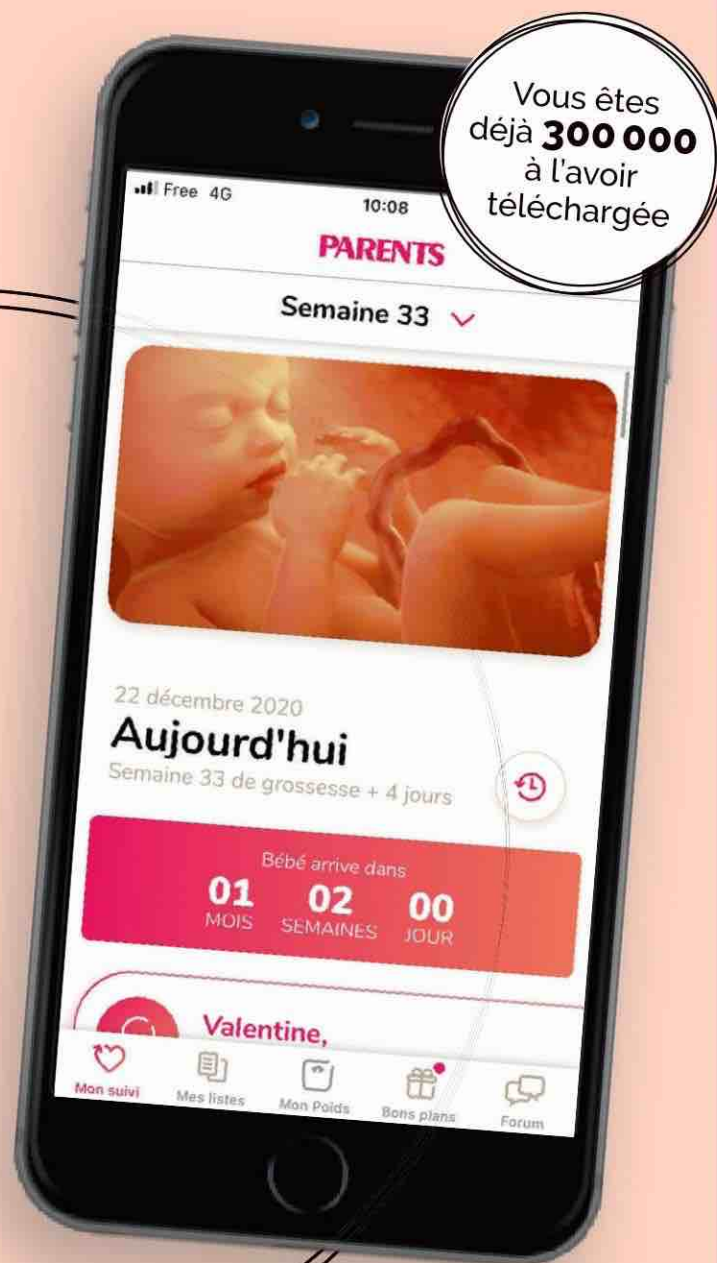 Vous êtes
déjà 300 000
à l'avoir
téléchargée
Free 4G
10:08
PARENTS
Semaine 33
22 décembre 2020
Aujourd'hui
Semaine 33 de grossesse + 4 jours
Bébé arrive dans
01 02 00
MOIS SEMAINES JOUR
Valentine,
Mon suivi Mes listes Mon Poids Bons plans Forum